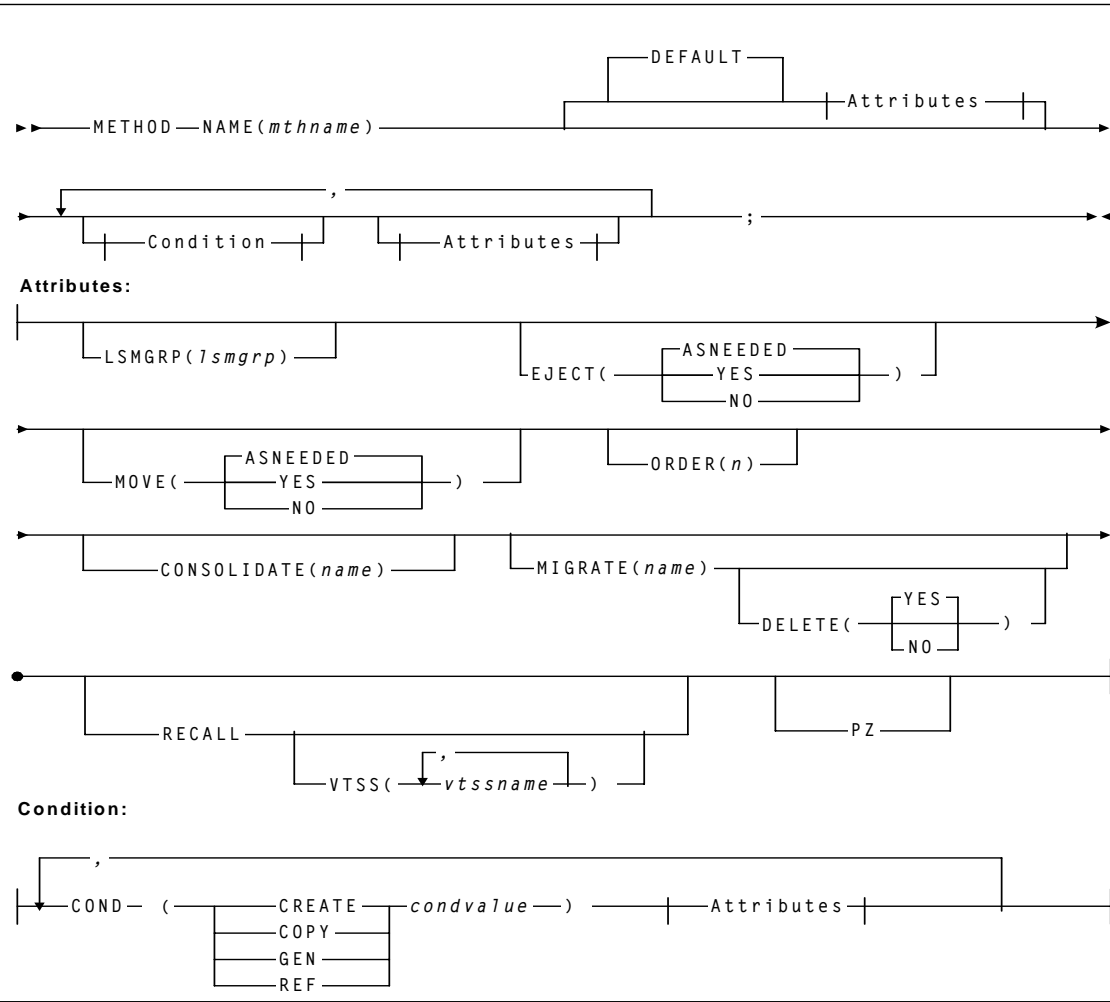 DEFAULT
Attributes
METHOD NAME(mthname)
,
;
Condition
Attributes
Attributes:
LSMGRP(lsmgrp)
EJECT( ASNEEDED )
YES
NO
MOVE( ASNEEDED )
YES
NO
ORDER(n)
CONSOLIDATE(name)
MIGRATE(name)
DELETE( YES )
NO
RECALL
PZ
,
VTSS( vtssname )
Condition:
,
COND ( CREATE condvalue ) Attributes
COPY
GEN
REF